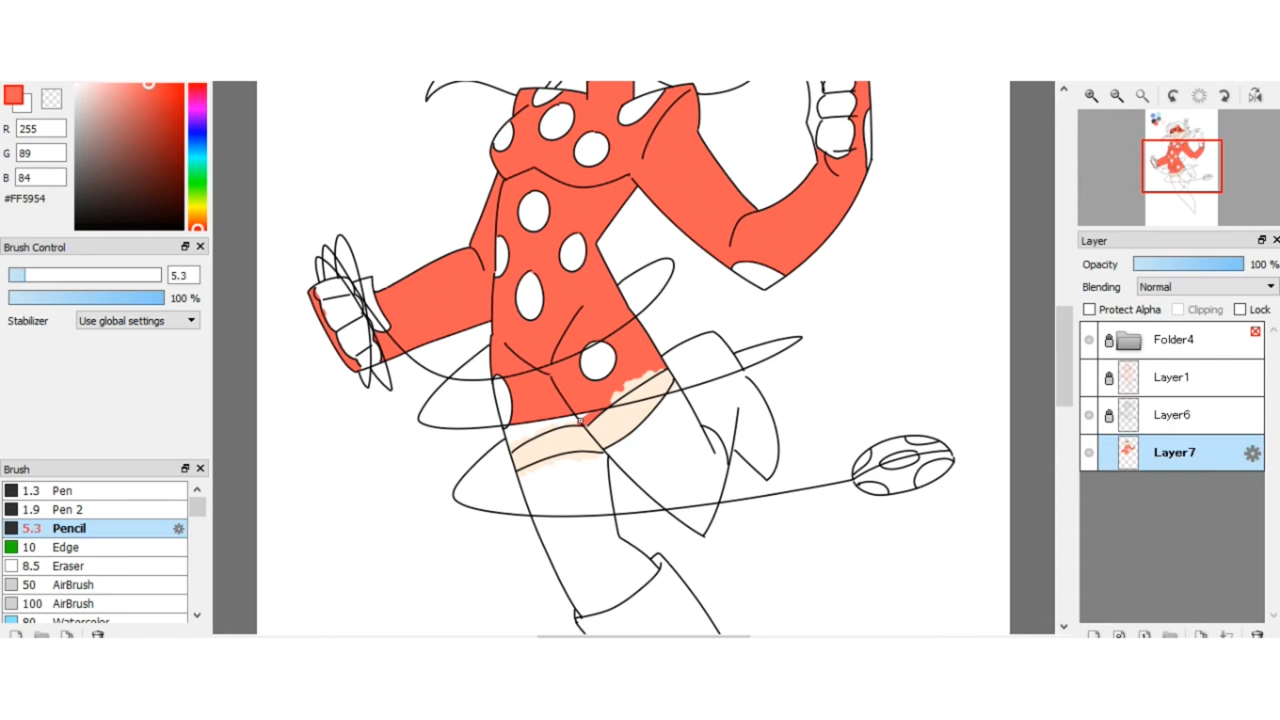 R 255
G 89
B 84
#FF5954
Brush Control
5.3
100 %
Stabilizer Use global settings
Brush
1.3 Pen
1.9 Pen 2
5.3 Pencil
10 Edge
8.5 Eraser
50 AirBrush
100 AirBrush
80 Watercolor
Layer
Opacity 100 %
Blending Normal
Protect Alpha Clipping Lock
Folder4
Layer1
Layer6
Layer7